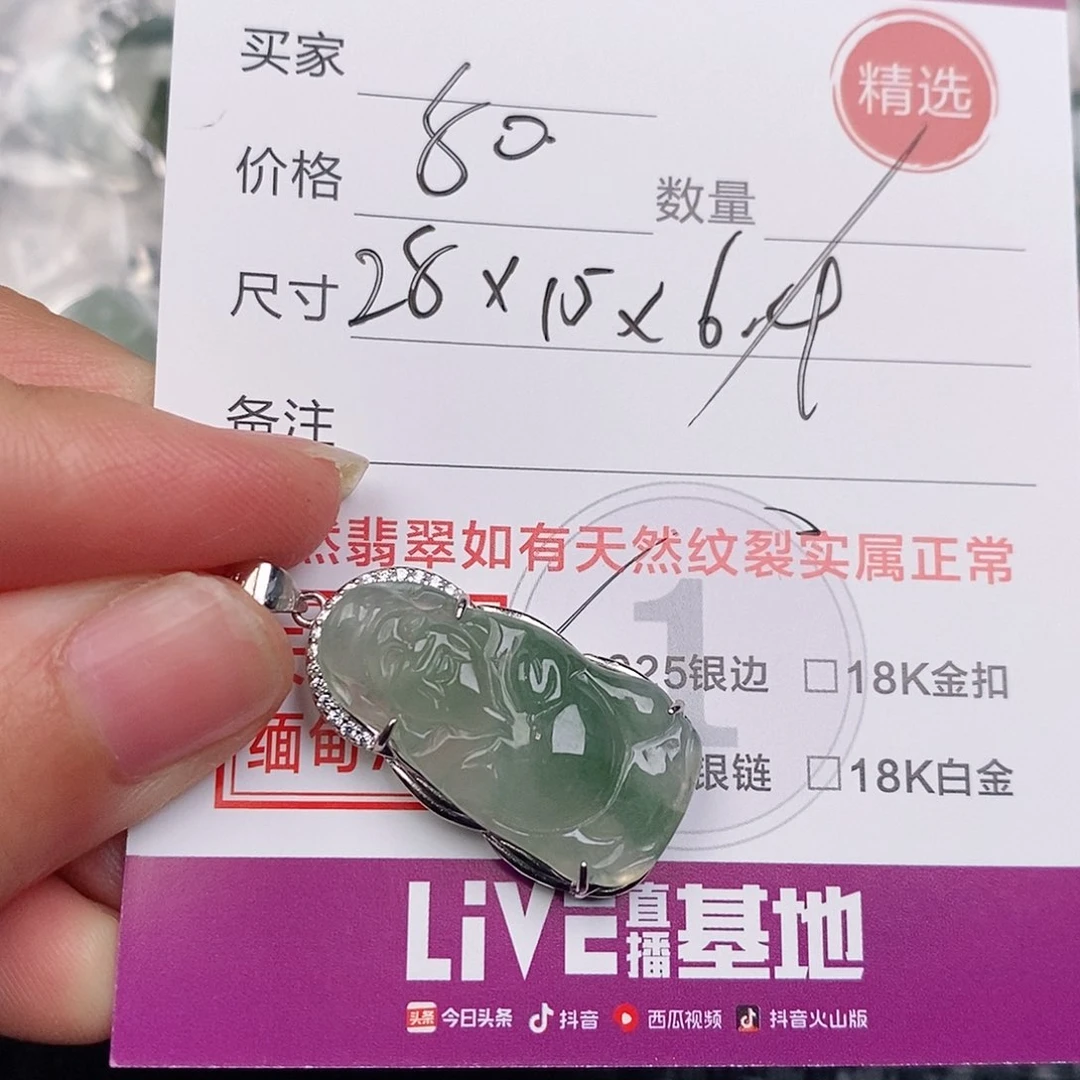 买家
精选
价格 80
数量
尺寸 28×15×6.9
备注
然翡翠如有天然纹裂实属正常
925银边 □18K金扣
缅甸
银链 □18K白金
1
LiVE直播基地
头条 今日头条 抖音 西瓜视频 抖音火山版